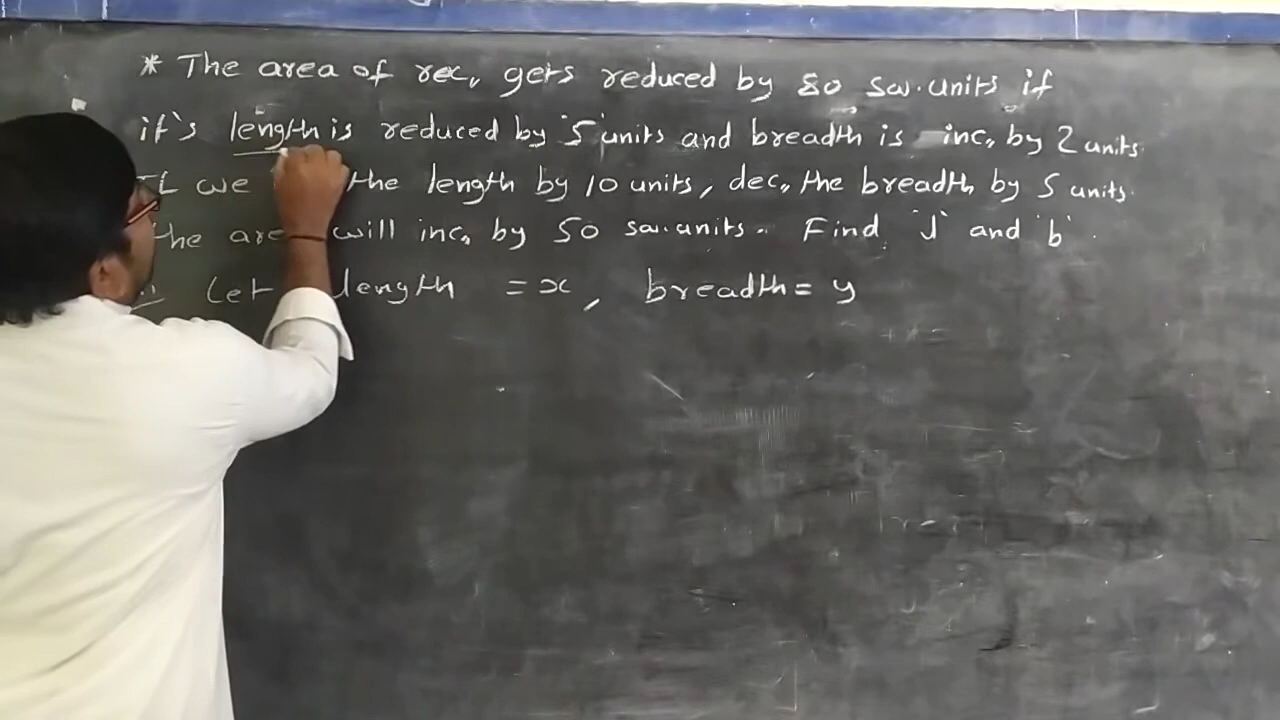 * The area of rec, gets reduced by 80 sq.units if
it's length is reduced by 5 units and breadth is inc, by 2 units.
we the length by 10 units, dec, the breadth by 5 units.
the will inc, by 50 sq.units. Find 'l' and 'b'.
Let length = x, breadth = y